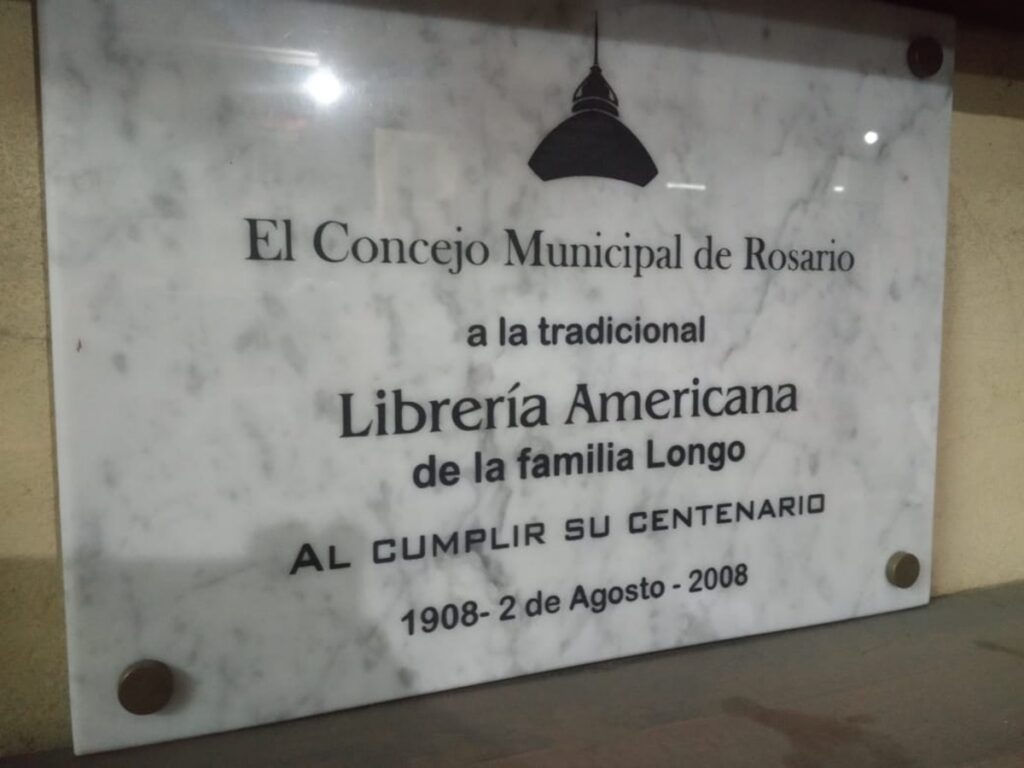 El Concejo Municipal de Rosario
a la tradicional
Librería Americana
de la familia Longo
AL CUMPLIR SU CENTENARIO
1908- 2 de Agosto - 2008